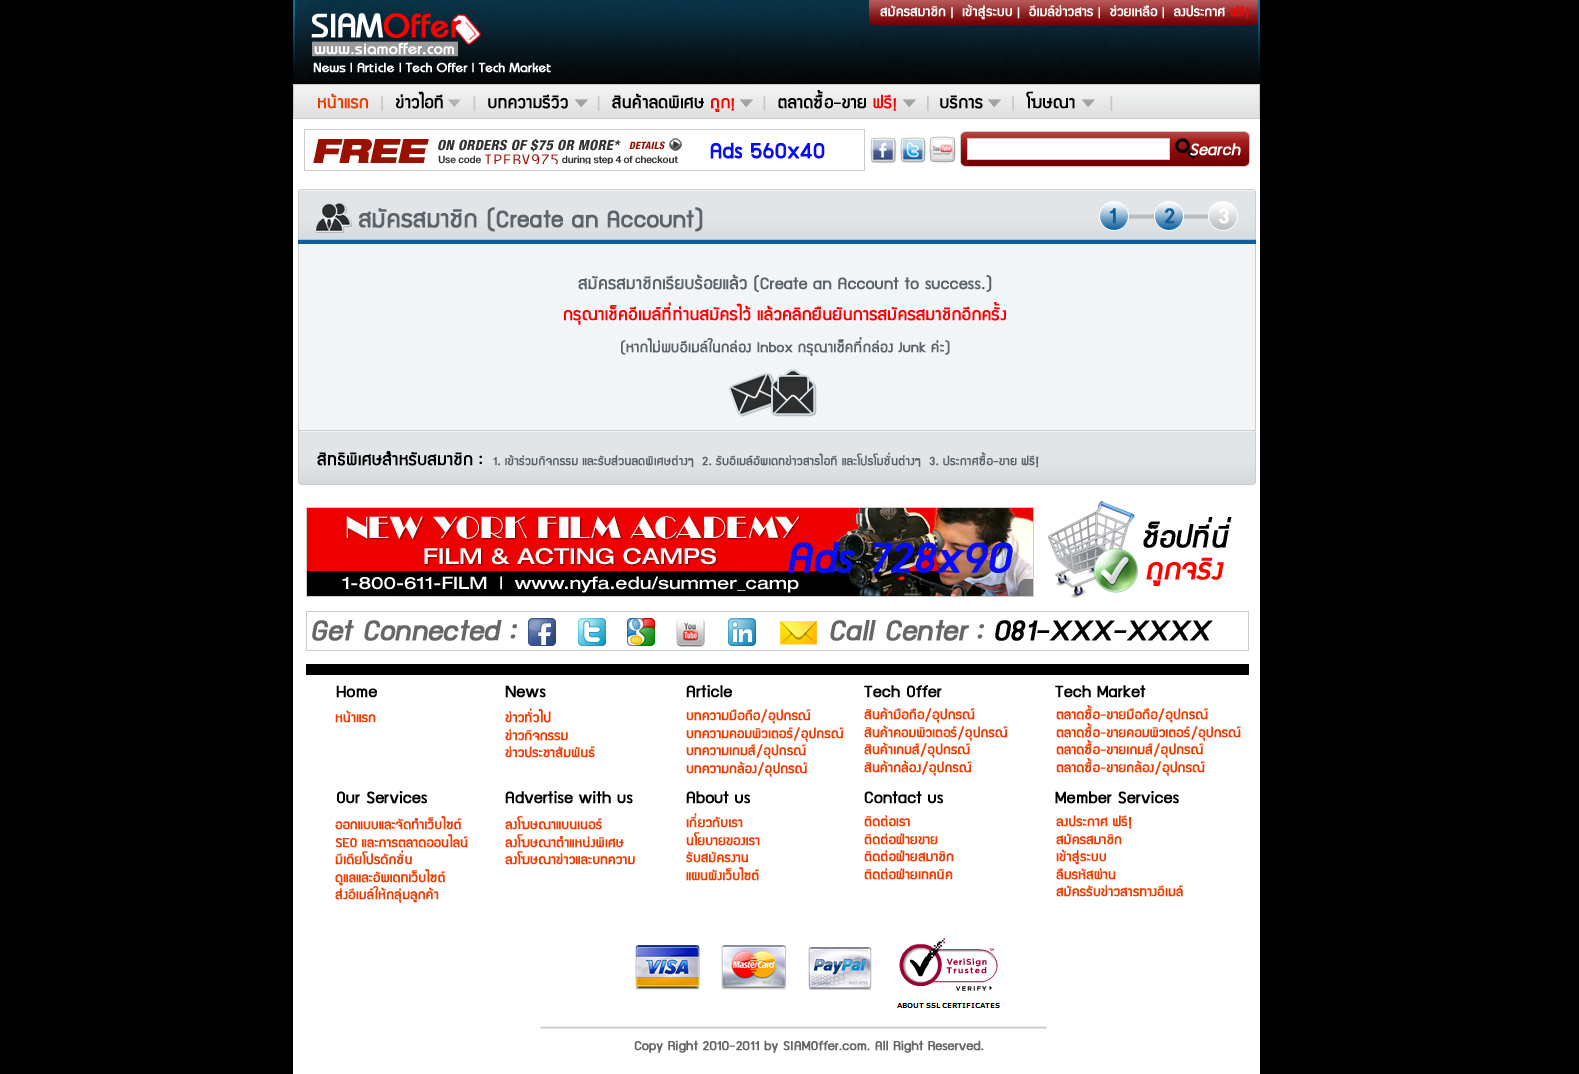 สมัครสมาชิก | เข้าสู่ระบบ | อีเมล์ข่าวสาร | ช่วยเหลือ | ลงประกาศ ฟรี!
SIAMOffer
www.siamoffer.com
News | Article | Tech Offer | Tech Market
หน้าแรก | ข่าวไอที | บทความรีวิว | สินค้าลดพิเศษ ถูก! | ตลาดซื้อ-ขาย ฟรี! | บริการ | โฆษณา |
FREE ON ORDERS OF $75 OR MORE* DETAILS
Use code TPFBV975 during step 4 of checkout
Ads 560x40
You Tube
Search
สมัครสมาชิก (Create an Account)
1 2 3
สมัครสมาชิกเรียบร้อยแล้ว (Create an Account to success.)
กรุณาเช็คอีเมล์ที่ท่านสมัครไว้ แล้วคลิกยืนยันการสมัครสมาชิกอีกครั้ง
(หากไม่พบอีเมล์ในกล่อง Inbox กรุณาเช็คที่กล่อง Junk ค่ะ)
สิทธิพิเศษสำหรับสมาชิก : 1. เข้าร่วมกิจกรรม และรับส่วนลดพิเศษต่างๆ 2. รับอีเมล์อัพเดทข่าวสารไอที และโปรโมชั่นต่างๆ 3. ประกาศซื้อ-ขาย ฟรี!
NEW YORK FILM ACADEMY
FILM & ACTING CAMPS
1-800-611-FILM | www.nyfa.edu/summer_camp
Ads 728x90
ช็อปที่นี่
ถูกจริง
Get Connected : You Tube in Call Center : 081-XXX-XXXX
Home
หน้าแรก
News
ข่าวทั่วไป
ข่าวกิจกรรม
ข่าวประชาสัมพันธ์
Article
บทความมือถือ/อุปกรณ์
บทความคอมพิวเตอร์/อุปกรณ์
บทความเกมส์/อุปกรณ์
บทความกล้อง/อุปกรณ์
Tech Offer
สินค้ามือถือ/อุปกรณ์
สินค้าคอมพิวเตอร์/อุปกรณ์
สินค้าเกมส์/อุปกรณ์
สินค้ากล้อง/อุปกรณ์
Tech Market
ตลาดซื้อ-ขายมือถือ/อุปกรณ์
ตลาดซื้อ-ขายคอมพิวเตอร์/อุปกรณ์
ตลาดซื้อ-ขายเกมส์/อุปกรณ์
ตลาดซื้อ-ขายกล้อง/อุปกรณ์
Our Services
ออกแบบและจัดทำเว็บไซต์
SEO และการตลาดออนไลน์
มีเดียโปรดักชั่น
ดูแลและอัพเดทเว็บไซต์
ส่งอีเมล์ให้กลุ่มลูกค้า
Advertise with us
ลงโฆษณาแบนเนอร์
ลงโฆษณาตำแหน่งพิเศษ
ลงโฆษณาข่าวและบทความ
About us
เกี่ยวกับเรา
นโยบายของเรา
รับสมัครงาน
แผนผังเว็บไซต์
Contact us
ติดต่อเรา
ติดต่อฝ่ายขาย
ติดต่อฝ่ายสมาชิก
ติดต่อฝ่ายเทคนิค
Member Services
ลงประกาศ ฟรี!
สมัครสมาชิก
เข้าสู่ระบบ
ลืมรหัสผ่าน
สมัครรับข่าวสารทางอีเมล์
VISA
MasterCard
PayPal
VeriSign
Trusted
VERIFY
ABOUT SSL CERTIFICATES
Copy Right 2010-2011 by SIAMOffer.com. All Right Reserved.